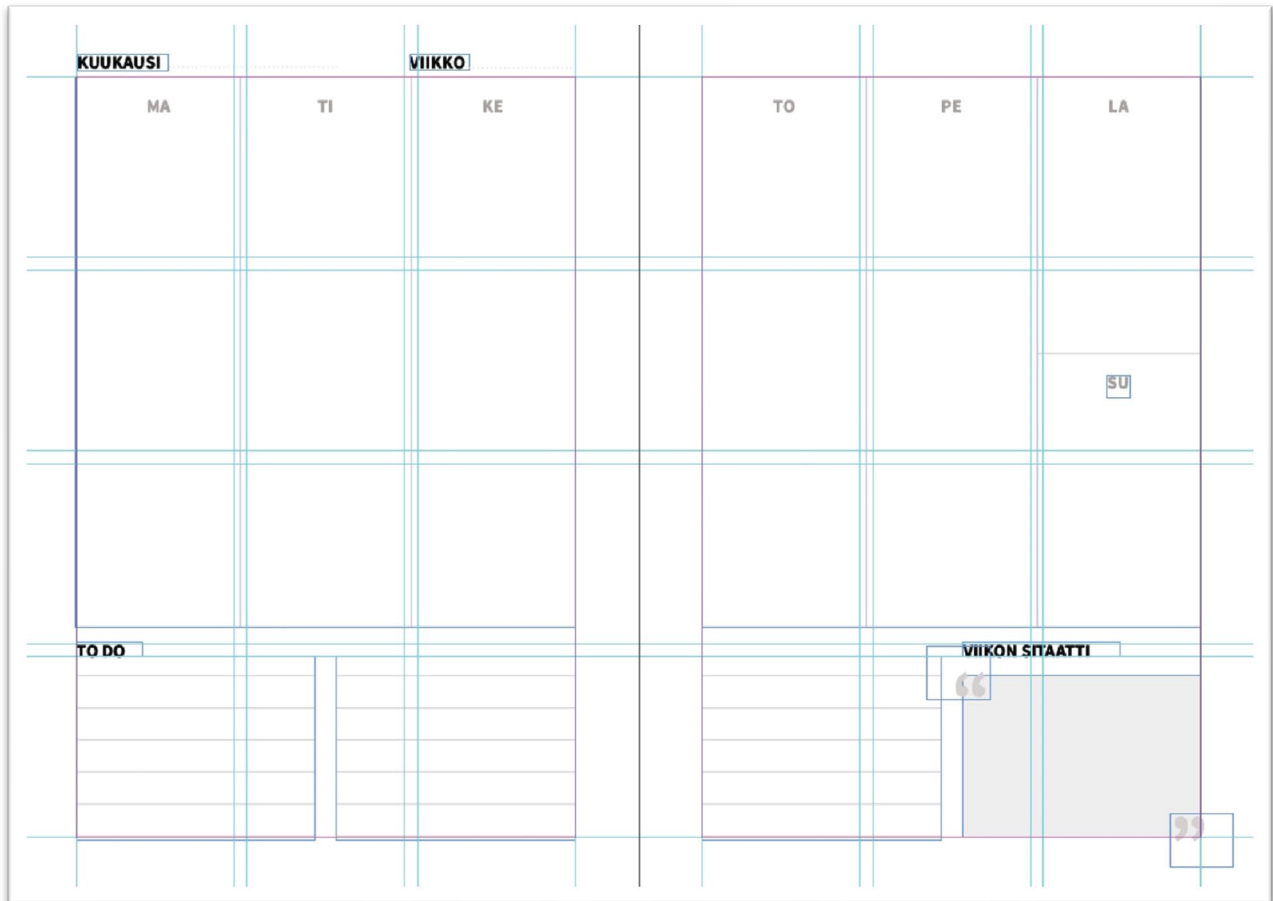 KUUKAUSI VIIKKO
MA TI KE TO PE LA
SU
TO DO VIIKON SITAATTI
“
”